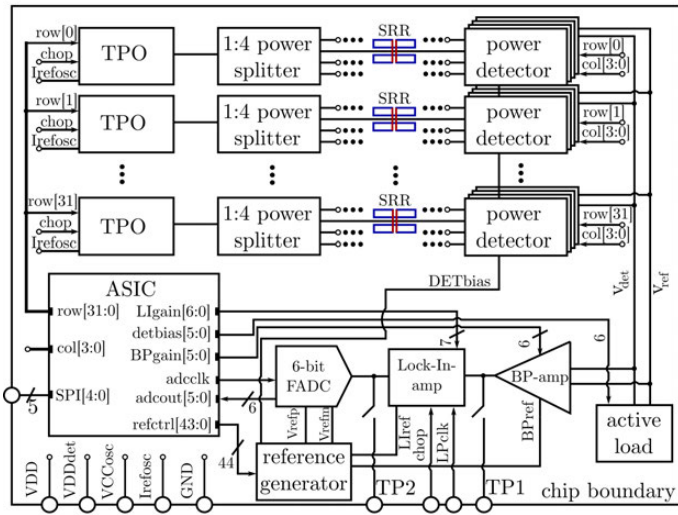 SRR
row[0]
chop
Irefosc
TPO
1:4 power
splitter
power
detector
row[0]
col[3:0]
SRR
row[1]
chop
Irefosc
TPO
1:4 power
splitter
power
detector
row[1]
col[3:0]
SRR
row[31]
chop
Irefosc
TPO
1:4 power
splitter
power
detector
row[31]
col[3:0]
DETbias
Vdet
Vref
ASIC
row[31:0]
col[3:0]
SPI[4:0]
5
LIgain[6:0]
detbias[5:0]
BPgain[5:0]
adcclk
adcout[5:0]
refctrl[43:0]
6
44
6-bit
FADC
Vrefp
Vrefm
reference
generator
7
Lock-In-
amp
LIref
chop
LPclk
6
BP-amp
BPref
6
active
load
VDD
VDDdet
VCCosc
Irefosc
GND
TP2
TP1
chip boundary